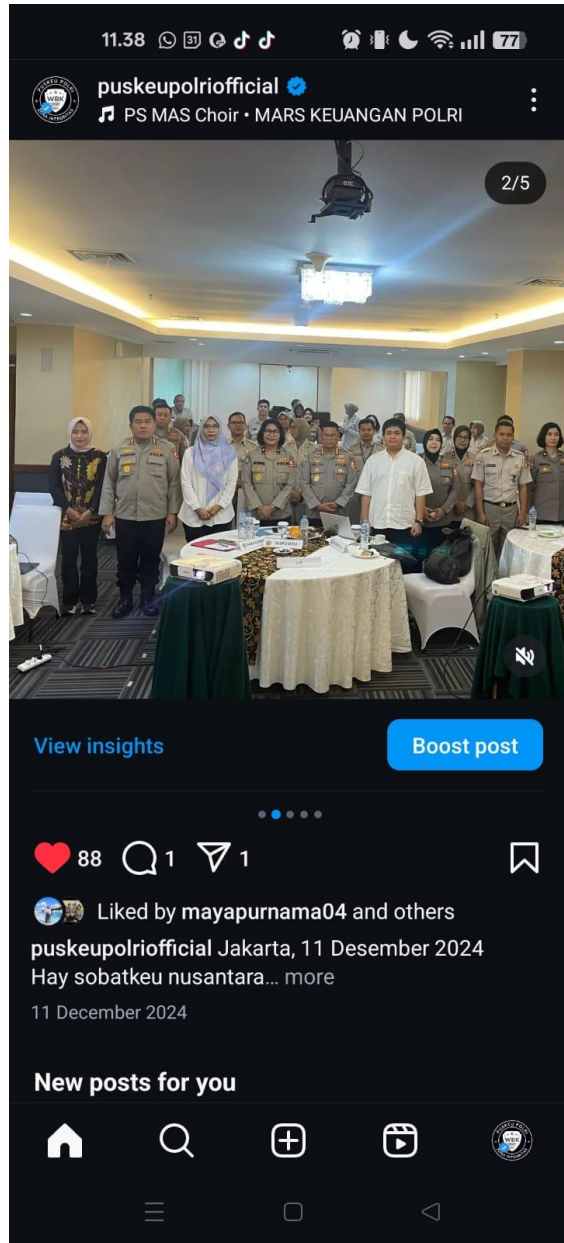 11.38
77
puskeupolriofficial
PS MAS Choir • MARS KEUANGAN POLRI
2/5
View insights
Boost post
88 1 1
Liked by mayapurnama04 and others
puskeupolriofficial Jakarta, 11 Desember 2024
Hay sobatkeu nusantara... more
11 December 2024
New posts for you